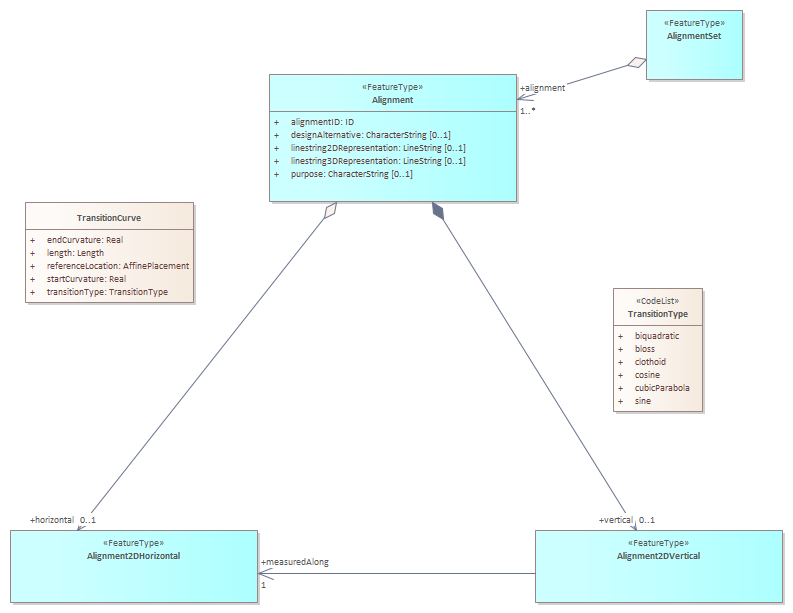 «FeatureType»
AlignmentSet
+alignment
1..*
«FeatureType»
Alignment
+ alignmentID: ID
+ designAlternative: CharacterString [0..1]
+ linestring2DRepresentation: LineString [0..1]
+ linestring3DRepresentation: LineString [0..1]
+ purpose: CharacterString [0..1]
TransitionCurve
+ endCurvature: Real
+ length: Length
+ referenceLocation: AffinePlacement
+ startCurvature: Real
+ transitionType: TransitionType
«CodeList»
TransitionType
+ biquadratic
+ bloss
+ clothoid
+ cosine
+ cubicParabola
+ sine
+horizontal 0..1
+vertical 0..1
«FeatureType»
Alignment2DHorizontal
+measuredAlong
1
«FeatureType»
Alignment2DVertical